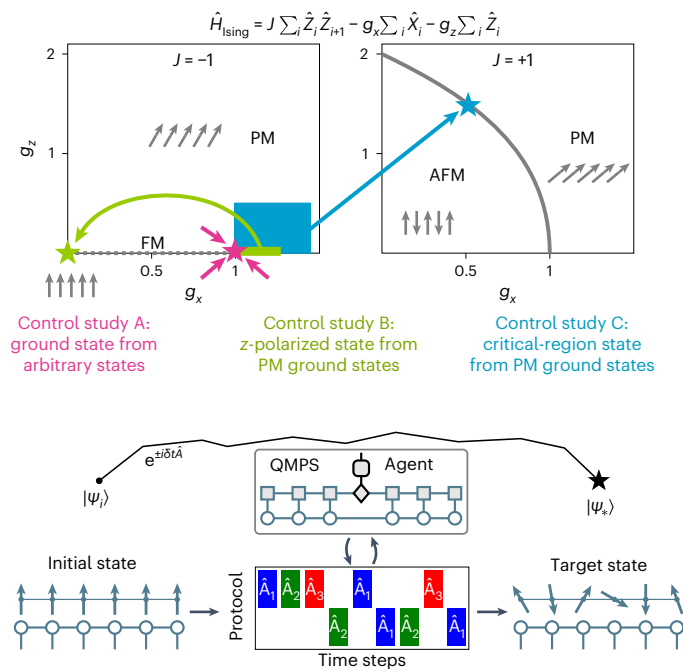 Ĥ_Ising = J ∑_i Ẑ_i Ẑ_{i+1} − g_x ∑_i X̂_i − g_z ∑_i Ẑ_i
J = −1
J = +1
2
2
PM
PM
g_z
1
1
AFM
FM
0
0
0.5
1
0.5
1
g_x
g_x
Control study A:
ground state from
arbitrary states
Control study B:
z-polarized state from
PM ground states
Control study C:
critical-region state
from PM ground states
e^{±iδtÂ}
QMPS
Agent
|ψ_i⟩
|ψ_*⟩
Initial state
Target state
Protocol
Â_1
Â_2
Â_3
Â_1
Â_3
Â_2
Â_1
Â_2
Â_1
Time steps